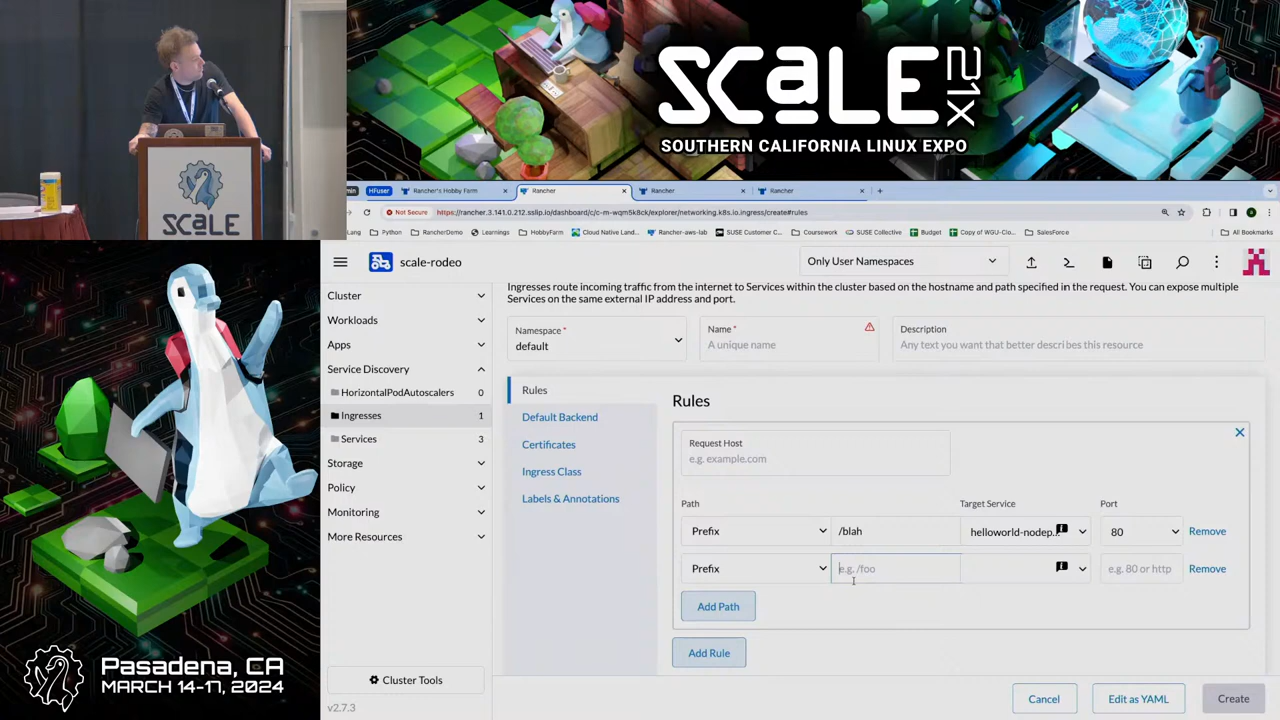 SCALE 21X
SOUTHERN CALIFORNIA LINUX EXPO
SCALE
min
HFuser
Rancher's Hobby Farm
Rancher
Rancher
Rancher
Not Secure
https://rancher.3.141.0.212.sslip.io/dashboard/c/c-m-wqm5k8ck/explorer/networking.k8s.io.ingress/create#rules
Lang
Python
RancherDemo
Learnings
HobbyFarm
Cloud Native Land...
Rancher-aws-lab
SUSE Customer C...
Coursework
SUSE Collective
Budget
Copy of WGU-Clo...
SalesForce
All Bookmarks
scale-rodeo
Only User Namespaces
Cluster
Workloads
Apps
Service Discovery
HorizontalPodAutoscalers 0
Ingresses 1
Services 3
Storage
Policy
Monitoring
More Resources
Cluster Tools
v2.7.3
Ingresses route incoming traffic from the internet to Services within the cluster based on the hostname and path specified in the request. You can expose multiple
Services on the same external IP address and port.
Namespace *
default
Name *
A unique name
Description
Any text you want that better describes this resource
Rules
Default Backend
Certificates
Ingress Class
Labels & Annotations
Rules
Request Host
e.g. example.com
Path Target Service Port
Prefix /blah helloworld-nodep... 80 Remove
Prefix e.g. /foo e.g. 80 or http Remove
Add Path
Add Rule
Cancel
Edit as YAML
Create
Pasadena, CA
MARCH 14-17, 2024